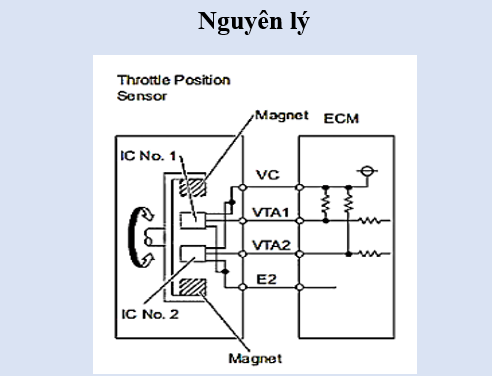 Nguyên lý
Throttle Position
Sensor
Magnet
ECM
IC No. 1
VC
VTA1
VTA2
E2
IC No. 2
Magnet